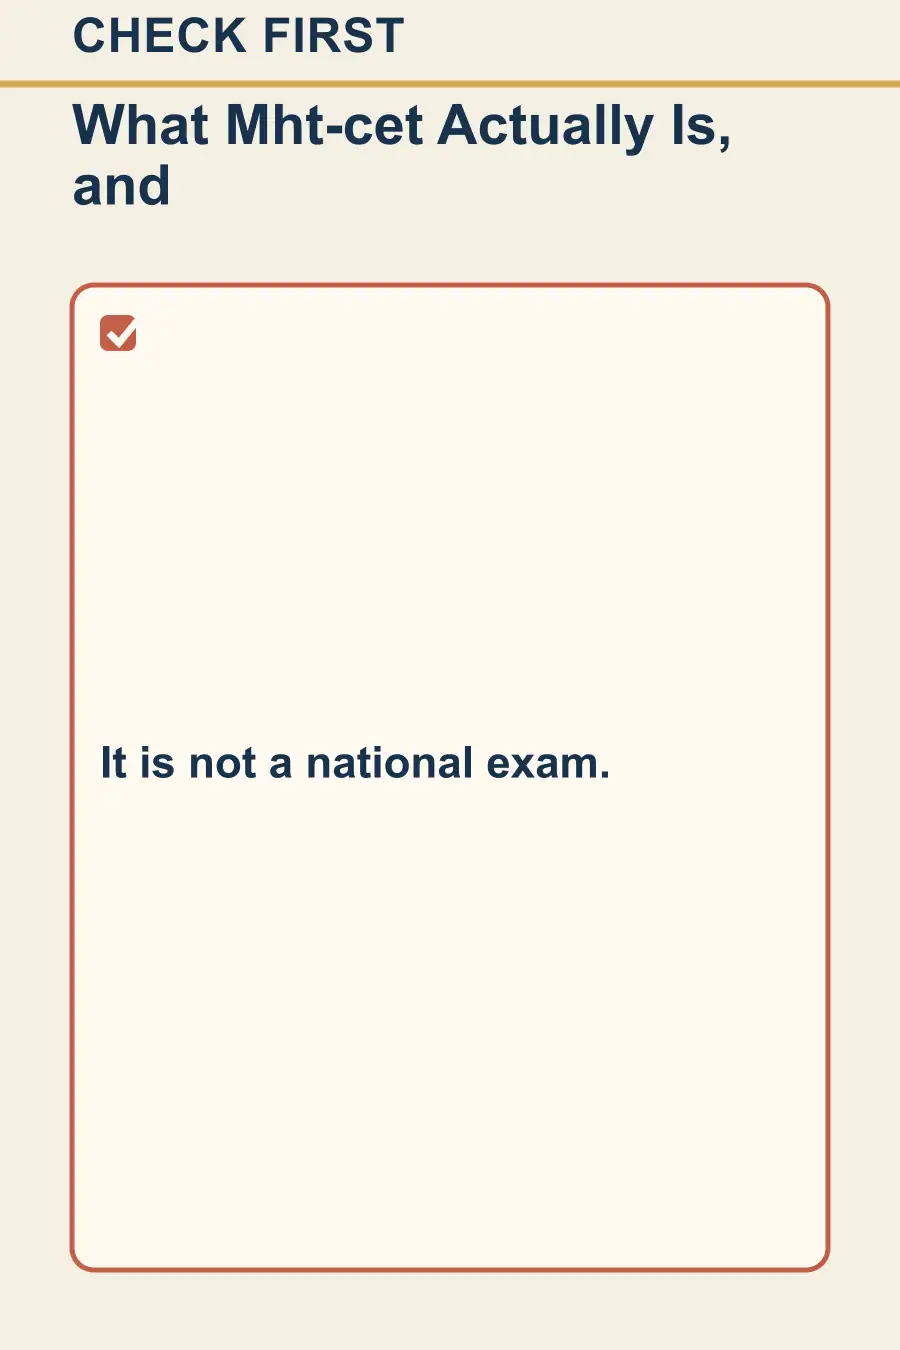 CHECK FIRST
What Mht-cet Actually Is,
and
It is not a national exam.